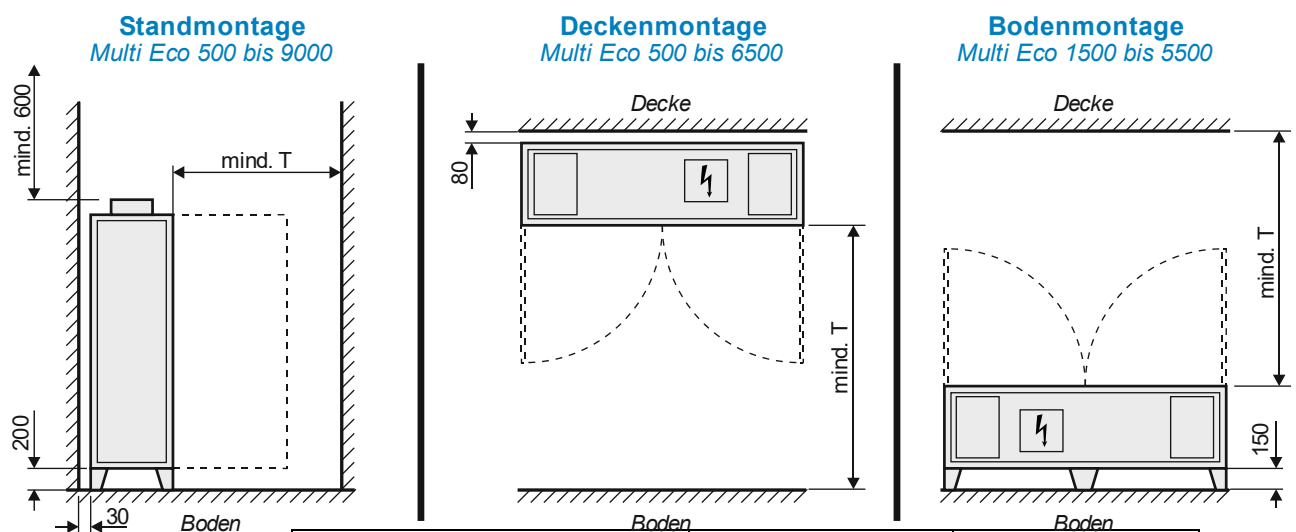 Standmontage
Multi Eco 500 bis 9000
mind. 600
mind. T
200
30
Boden
Deckenmontage
Multi Eco 500 bis 6500
Decke
80
mind. T
Boden
Bodenmontage
Multi Eco 1500 bis 5500
Decke
mind. T
150
Boden